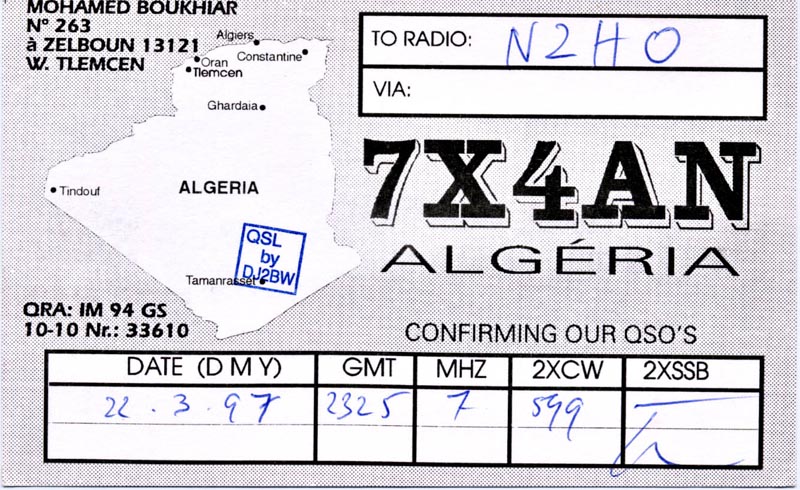 MOHAMED BOUKHIAR
N° 263
à ZELBOUN 13121
W. TLEMCEN
Algiers
Constantine
Oran
Tlemcen
Ghardaia
Tindouf
ALGERIA
QSL
by
DJ2BW
Tamanrasset
QRA: IM 94 GS
10-10 Nr.: 33610
TO RADIO: N2HO
VIA:
7X4AN
ALGÉRIA
CONFIRMING OUR QSO'S
DATE (D M Y) GMT MHZ 2XCW 2XSSB
22.3.97 2325 7 599